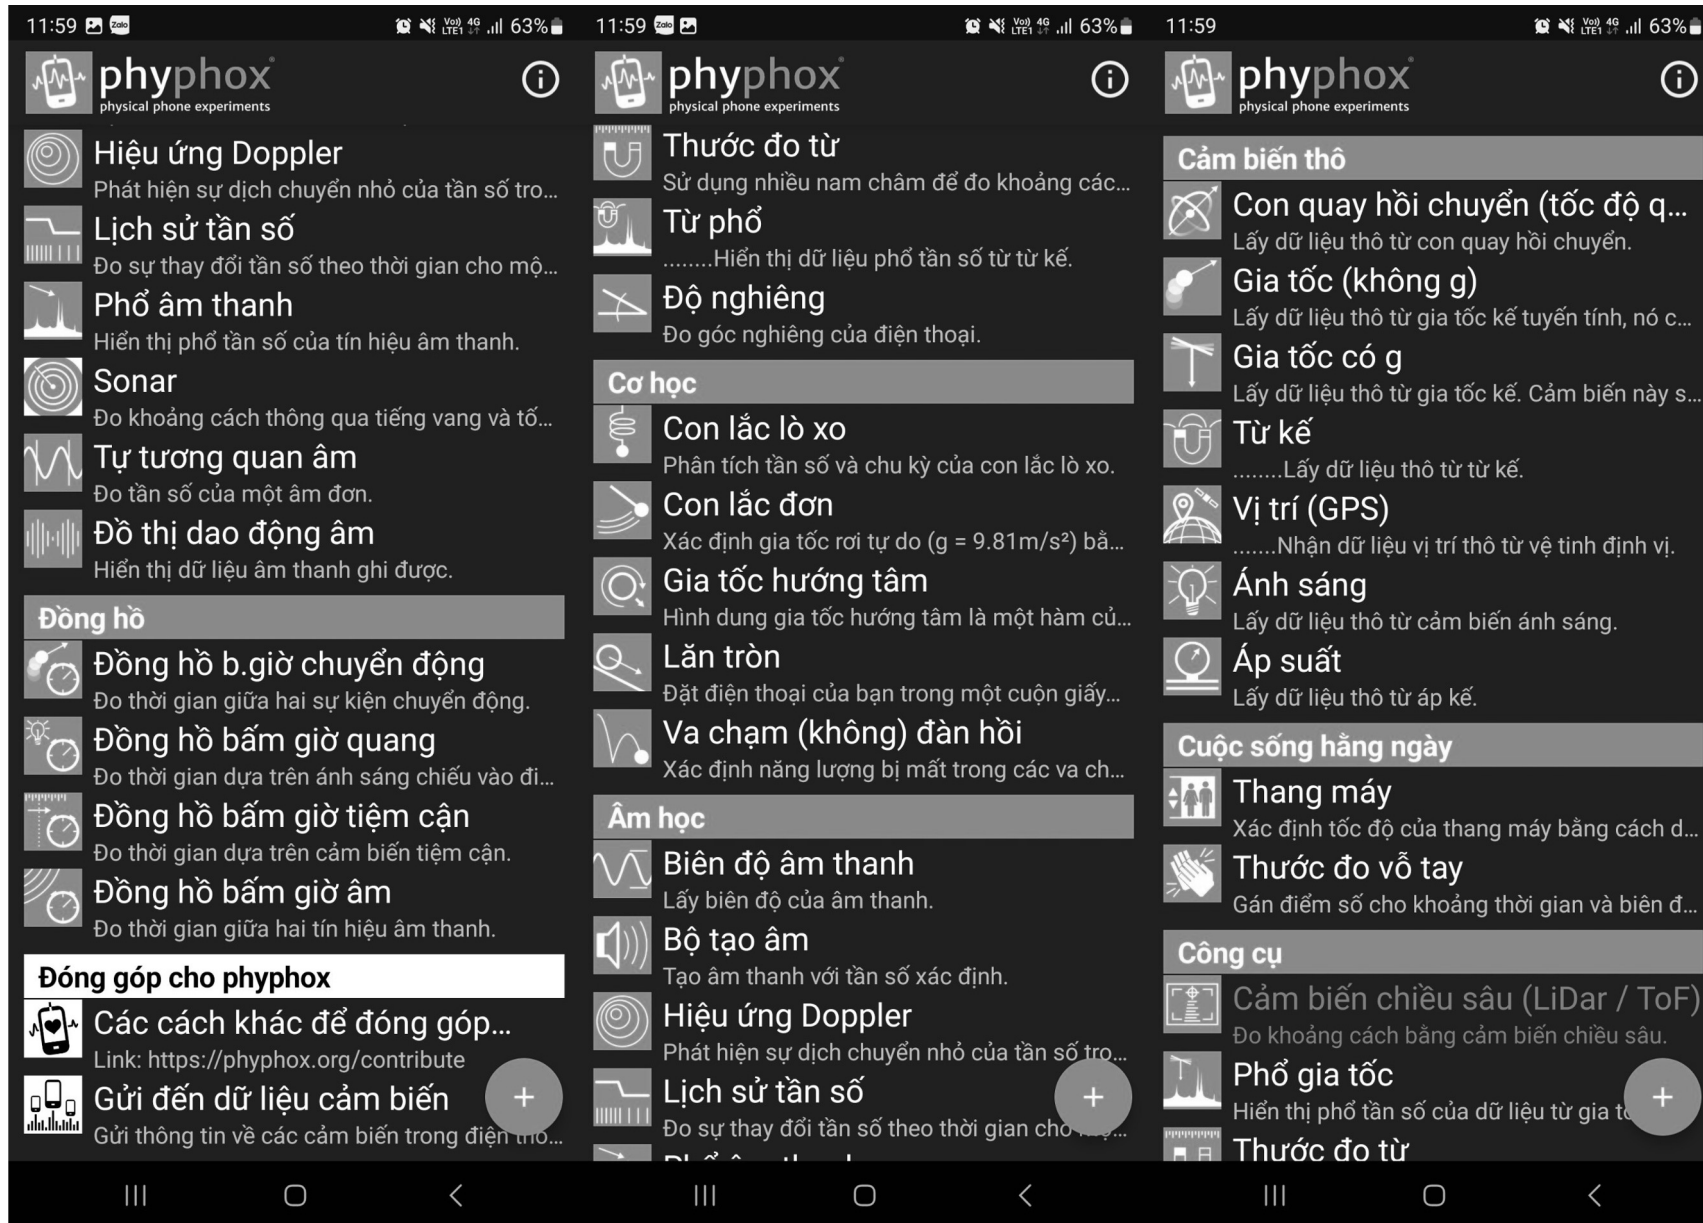 11:59 Zalo Vo)) LTE1 4G 63%
phyphox
physical phone experiments
Hiệu ứng Doppler
Phát hiện sự dịch chuyển nhỏ của tần số tro...
Lịch sử tần số
Đo sự thay đổi tần số theo thời gian cho mộ...
Phổ âm thanh
Hiển thị phổ tần số của tín hiệu âm thanh.
Sonar
Đo khoảng cách thông qua tiếng vang và tố...
Tự tương quan âm
Đo tần số của một âm đơn.
Đồ thị dao động âm
Hiển thị dữ liệu âm thanh ghi được.
Đồng hồ
Đồng hồ b.giờ chuyển động
Đo thời gian giữa hai sự kiện chuyển động.
Đồng hồ bấm giờ quang
Đo thời gian dựa trên ánh sáng chiếu vào đi...
Đồng hồ bấm giờ tiệm cận
Đo thời gian dựa trên cảm biến tiệm cận.
Đồng hồ bấm giờ âm
Đo thời gian giữa hai tín hiệu âm thanh.
Đóng góp cho phyphox
Các cách khác để đóng góp...
Link: https://phyphox.org/contribute
Gửi đến dữ liệu cảm biến
+
Gửi thông tin về các cảm biến trong điện tho...
11:59 Zalo Vo)) LTE1 4G 63%
phyphox
physical phone experiments
Thước đo từ
Sử dụng nhiều nam châm để đo khoảng các...
Từ phổ
........Hiển thị dữ liệu phổ tần số từ từ kế.
Độ nghiêng
Đo góc nghiêng của điện thoại.
Cơ học
Con lắc lò xo
Phân tích tần số và chu kỳ của con lắc lò xo.
Con lắc đơn
Xác định gia tốc rơi tự do (g = 9.81m/s²) bằ...
Gia tốc hướng tâm
Hình dung gia tốc hướng tâm là một hàm củ...
Lăn tròn
Đặt điện thoại của bạn trong một cuộn giấy...
Va chạm (không) đàn hồi
Xác định năng lượng bị mất trong các va ch...
Âm học
Biên độ âm thanh
Lấy biên độ của âm thanh.
Bộ tạo âm
Tạo âm thanh với tần số xác định.
Hiệu ứng Doppler
Phát hiện sự dịch chuyển nhỏ của tần số tro...
Lịch sử tần số
+
Đo sự thay đổi tần số theo thời gian cho
11:59 Vo)) LTE1 4G 63%
phyphox
physical phone experiments
Cảm biến thô
Con quay hồi chuyển (tốc độ q...
Lấy dữ liệu thô từ con quay hồi chuyển.
Gia tốc (không g)
Lấy dữ liệu thô từ gia tốc kế tuyến tính, nó c...
Gia tốc có g
Lấy dữ liệu thô từ gia tốc kế. Cảm biến này s...
Từ kế
........Lấy dữ liệu thô từ từ kế.
Vị trí (GPS)
.......Nhận dữ liệu vị trí thô từ vệ tinh định vị.
Ánh sáng
Lấy dữ liệu thô từ cảm biến ánh sáng.
Áp suất
Lấy dữ liệu thô từ áp kế.
Cuộc sống hằng ngày
Thang máy
Xác định tốc độ của thang máy bằng cách d...
Thước đo vỗ tay
Gán điểm số cho khoảng thời gian và biên đ...
Công cụ
Cảm biến chiều sâu (LiDar / ToF)
Đo khoảng cách bằng cảm biến chiều sâu.
Phổ gia tốc
+
Hiển thị phổ tần số của dữ liệu từ gia
Thước đo từ